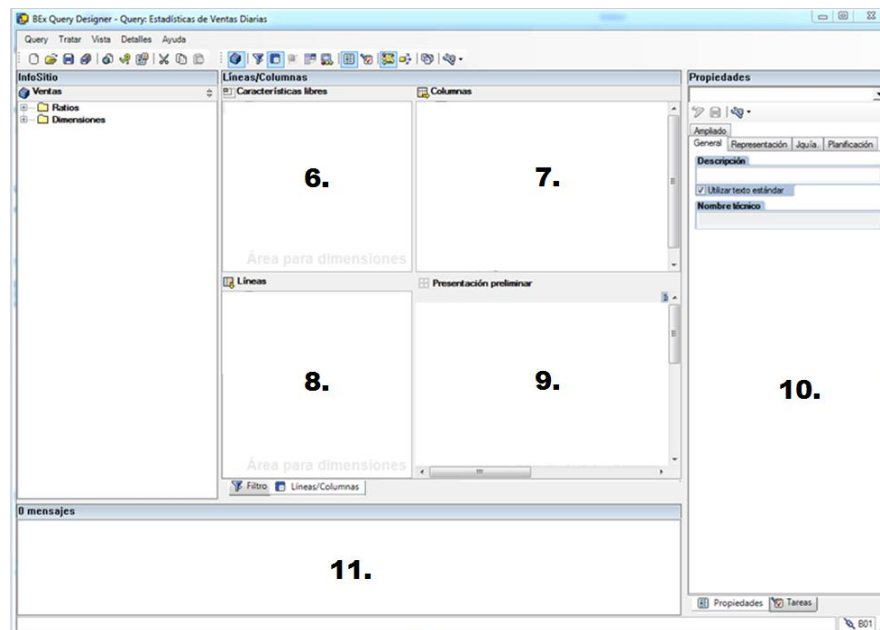 BEx Query Designer - Query: Estadísticas de Ventas Diarias
Query Tratar Vista Detalles Ayuda
InfoSitio
Ventas
Ratios
Dimensiones
Líneas/Columnas
Características libres
Columnas
6.
7.
Área para dimensiones
Líneas
Presentación preliminar
8.
9.
Área para dimensiones
Filtro Líneas/Columnas
Propiedades
Ampliado
General Representación Jquía. Planificación
Descripción
Utilizar texto estándar
Nombre técnico
10.
Propiedades Tareas
0 mensajes
11.
B01